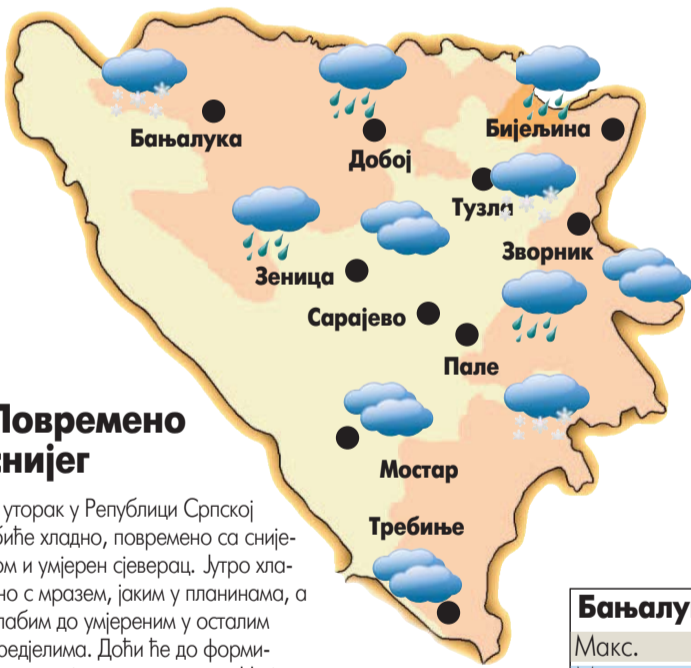 Бањалука
Добој
Бијељина
Тузла
Зворник
Зеница
Сарајево
Пале
Мостар
Требиње
Повремено
снијег
уторак у Републици Српској
биће хладно, повремено са сније-
ом и умјерен сјеверац. Јутро хла-
но с мразем, јаким у планинама, а
лабим до умјереним у осталим
редјелима. Доћи ће до форми-
Бањалу
Макс.